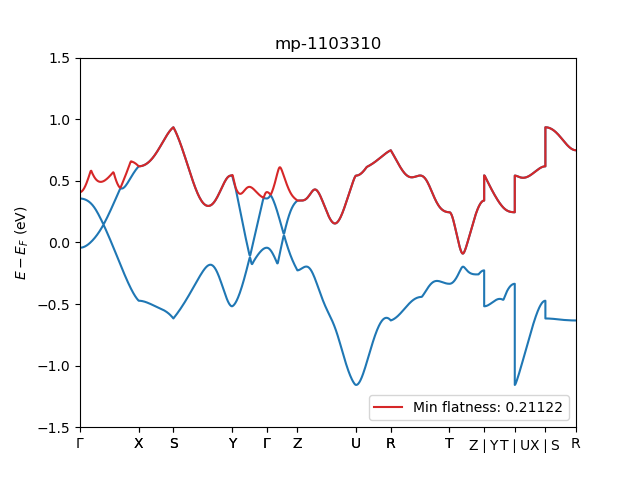 mp-1103310
E − E_F (eV)
1.5
1.0
0.5
0.0
−0.5
−1.0
−1.5
Min flatness: 0.21122
Γ X S Y Γ Z U R T Z | Y T | U X | S R